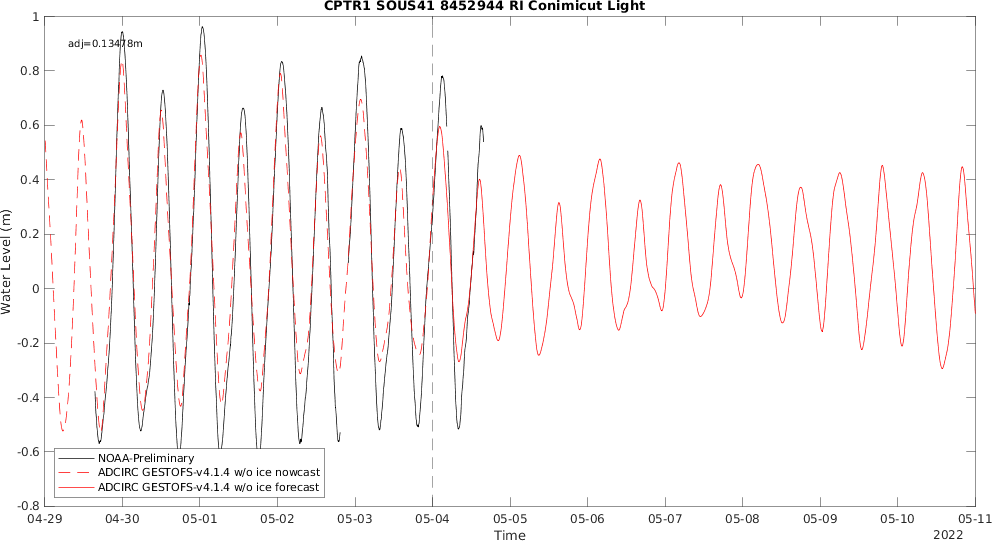 CPTR1 SOUS41 8452944 RI Conimicut Light
adj=0.13478m
Water Level (m)
1
0.8
0.6
0.4
0.2
0
-0.2
-0.4
-0.6
-0.8
NOAA-Preliminary
ADCIRC GESTOFS-v4.1.4 w/o ice nowcast
ADCIRC GESTOFS-v4.1.4 w/o ice forecast
04-29 04-30 05-01 05-02 05-03 05-04 05-05 05-06 05-07 05-08 05-09 05-10 05-11
Time
2022